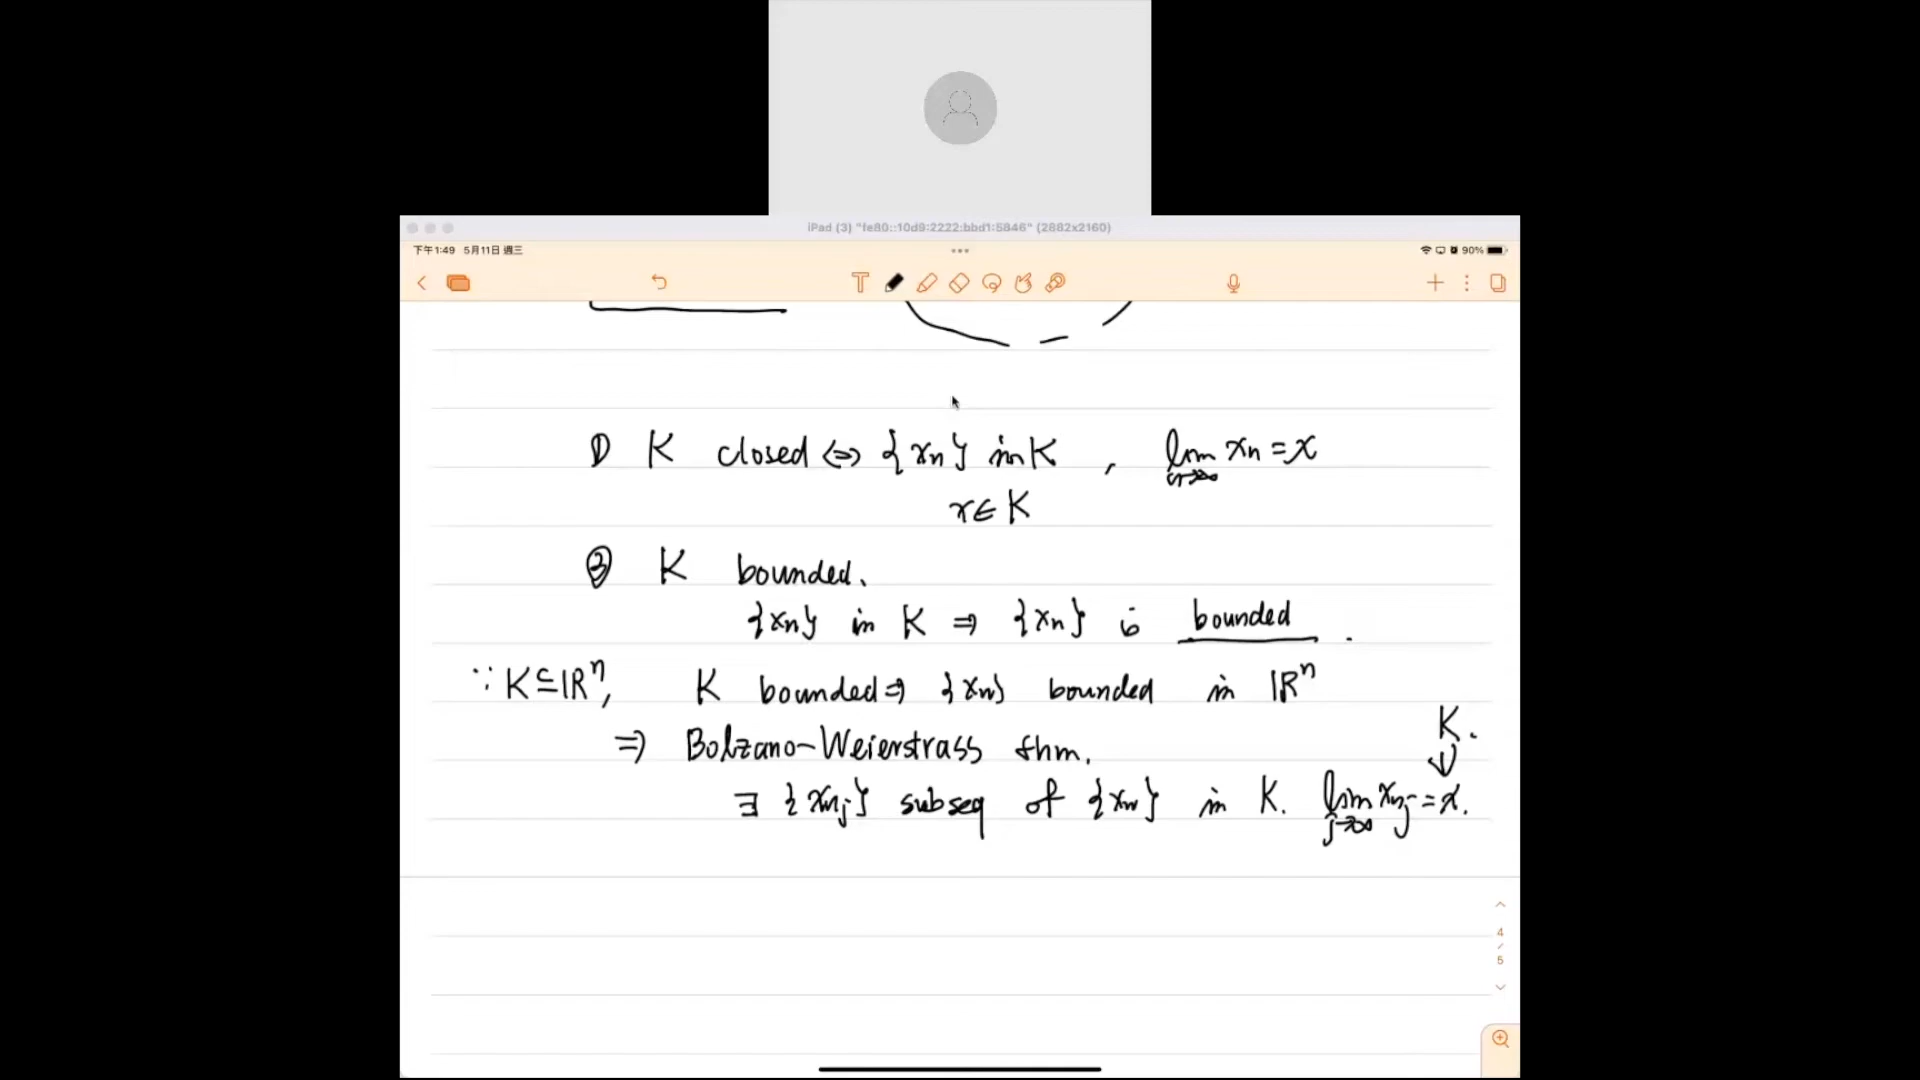 iPad (3) "fe80::10d9:2222:bbd1:5846" (2882x2160)
下午1:49 5月11日 週三
90%
① K closed ⇔ {xn} in K , lim xn = x
n→∞
x ∈ K
② K bounded.
{xn} in K ⇒ {xn} is bounded .
∵ K ⊆ ℝⁿ, K bounded ⇒ {xn} bounded in ℝⁿ
K.
⇒ Bolzano-Weierstrass thm.
∃ {xnj} subseq of {xn} in K. lim xnj = x.
j→∞
4
/
5